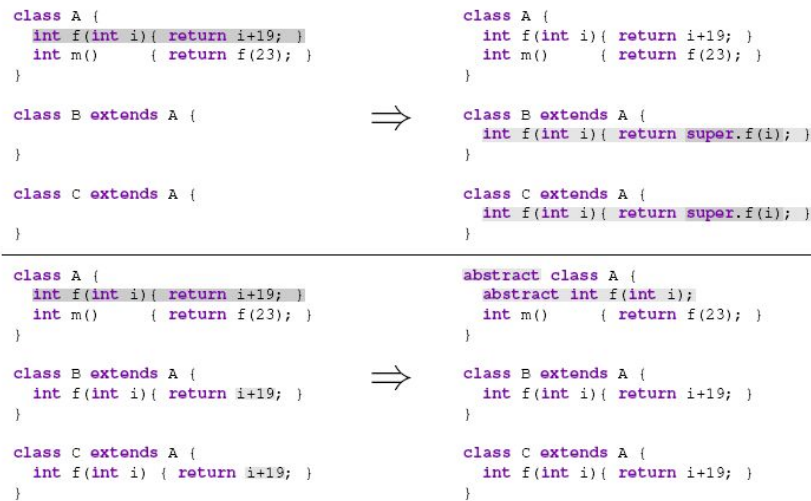 class A {
int f(int i){ return i+19; }
int m() { return f(23); }
}
class B extends A {
}
class C extends A {
}
⇒
class A {
int f(int i){ return i+19; }
int m() { return f(23); }
}
class B extends A {
int f(int i){ return super.f(i); }
}
class C extends A {
int f(int i){ return super.f(i); }
}
class A {
int f(int i){ return i+19; }
int m() { return f(23); }
}
class B extends A {
int f(int i){ return i+19; }
}
class C extends A {
int f(int i) { return i+19; }
}
⇒
abstract class A {
abstract int f(int i);
int m() { return f(23); }
}
class B extends A {
int f(int i){ return i+19; }
}
class C extends A {
int f(int i){ return i+19; }
}